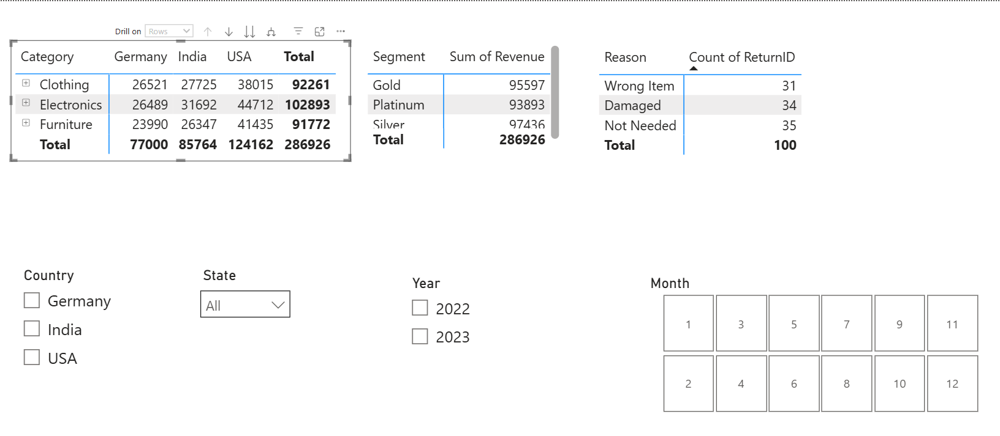 Drill on Rows
Category Germany India USA Total
Clothing 26521 27725 38015 92261
Electronics 26489 31692 44712 102893
Furniture 23990 26347 41435 91772
Total 77000 85764 124162 286926
Segment Sum of Revenue
Gold 95597
Platinum 93893
Silver 97436
Total 286926
Reason Count of ReturnID
Wrong Item 31
Damaged 34
Not Needed 35
Total 100
Country
Germany
India
USA
State
All
Year
2022
2023
Month
1 3 5 7 9 11
2 4 6 8 10 12